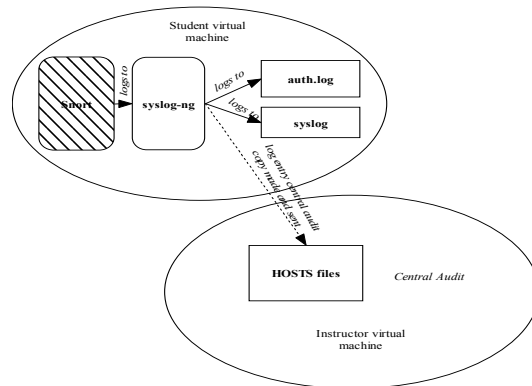 Student virtual
machine
Snort
logs to
syslog-ng
logs to
auth.log
logs to
syslog
log entry central audit
copy made and sent
HOSTS files
Central Audit
Instructor virtual
machine